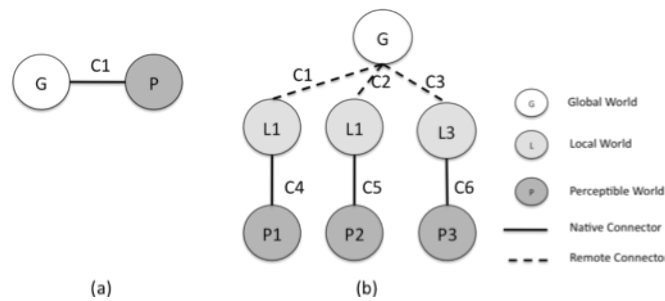 G
C1
P
(a)
G
C1
C2
C3
L1
L1
L3
C4
C5
C6
P1
P2
P3
(b)
G
Global World
L
Local World
P
Perceptible World
Native Connector
Remote Connector